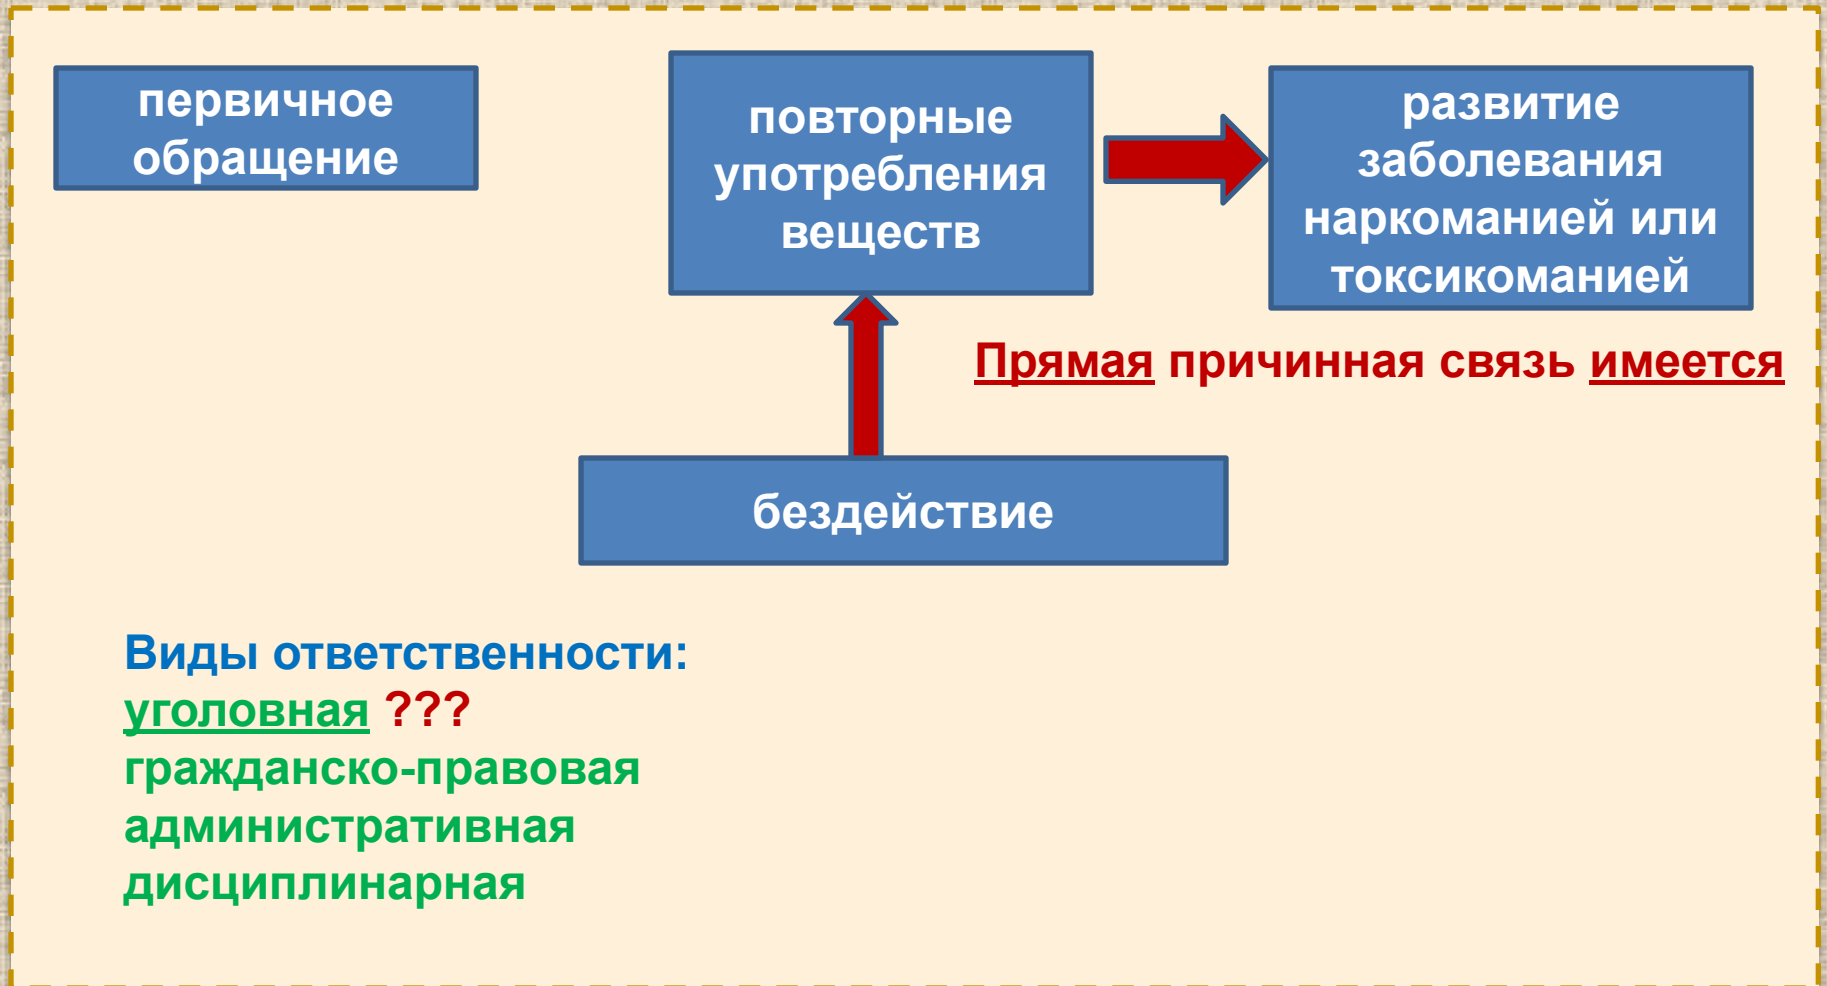 первичное
обращение
повторные
употребления
веществ
развитие
заболевания
наркоманией или
токсикоманией
Прямая причинная связь имеется
бездействие
Виды ответственности:
уголовная ???
гражданско-правовая
административная
дисциплинарная